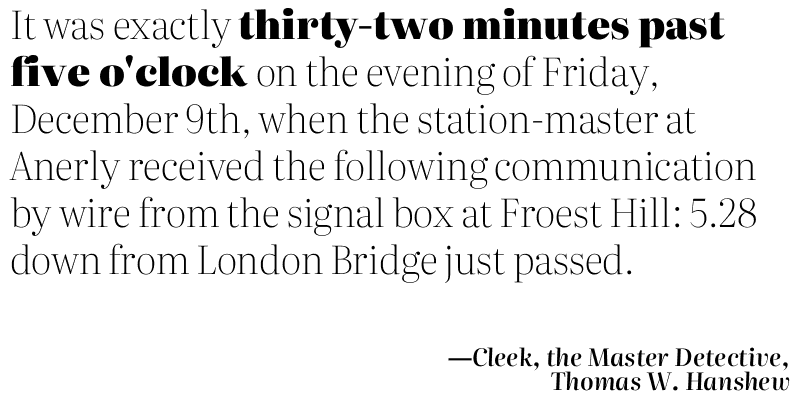 It was exactly thirty-two minutes past
five o'clock on the evening of Friday,
December 9th, when the station-master at
Anerly received the following communication
by wire from the signal box at Froest Hill: 5.28
down from London Bridge just passed.
—Cleek, the Master Detective,
Thomas W. Hanshew